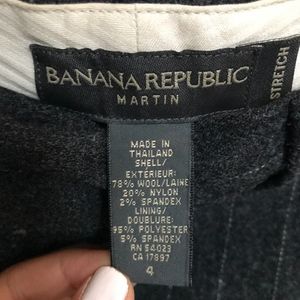 BANANA REPUBLIC
MARTIN
STRETCH
MADE IN
THAILAND
SHELL/
EXTÉRIEUR:
78% WOOL/LAINE
20% NYLON
2% SPANDEX
LINING/
DOUBLURE:
95% POLYESTER
5% SPANDEX
RN 54023
CA 17897
4